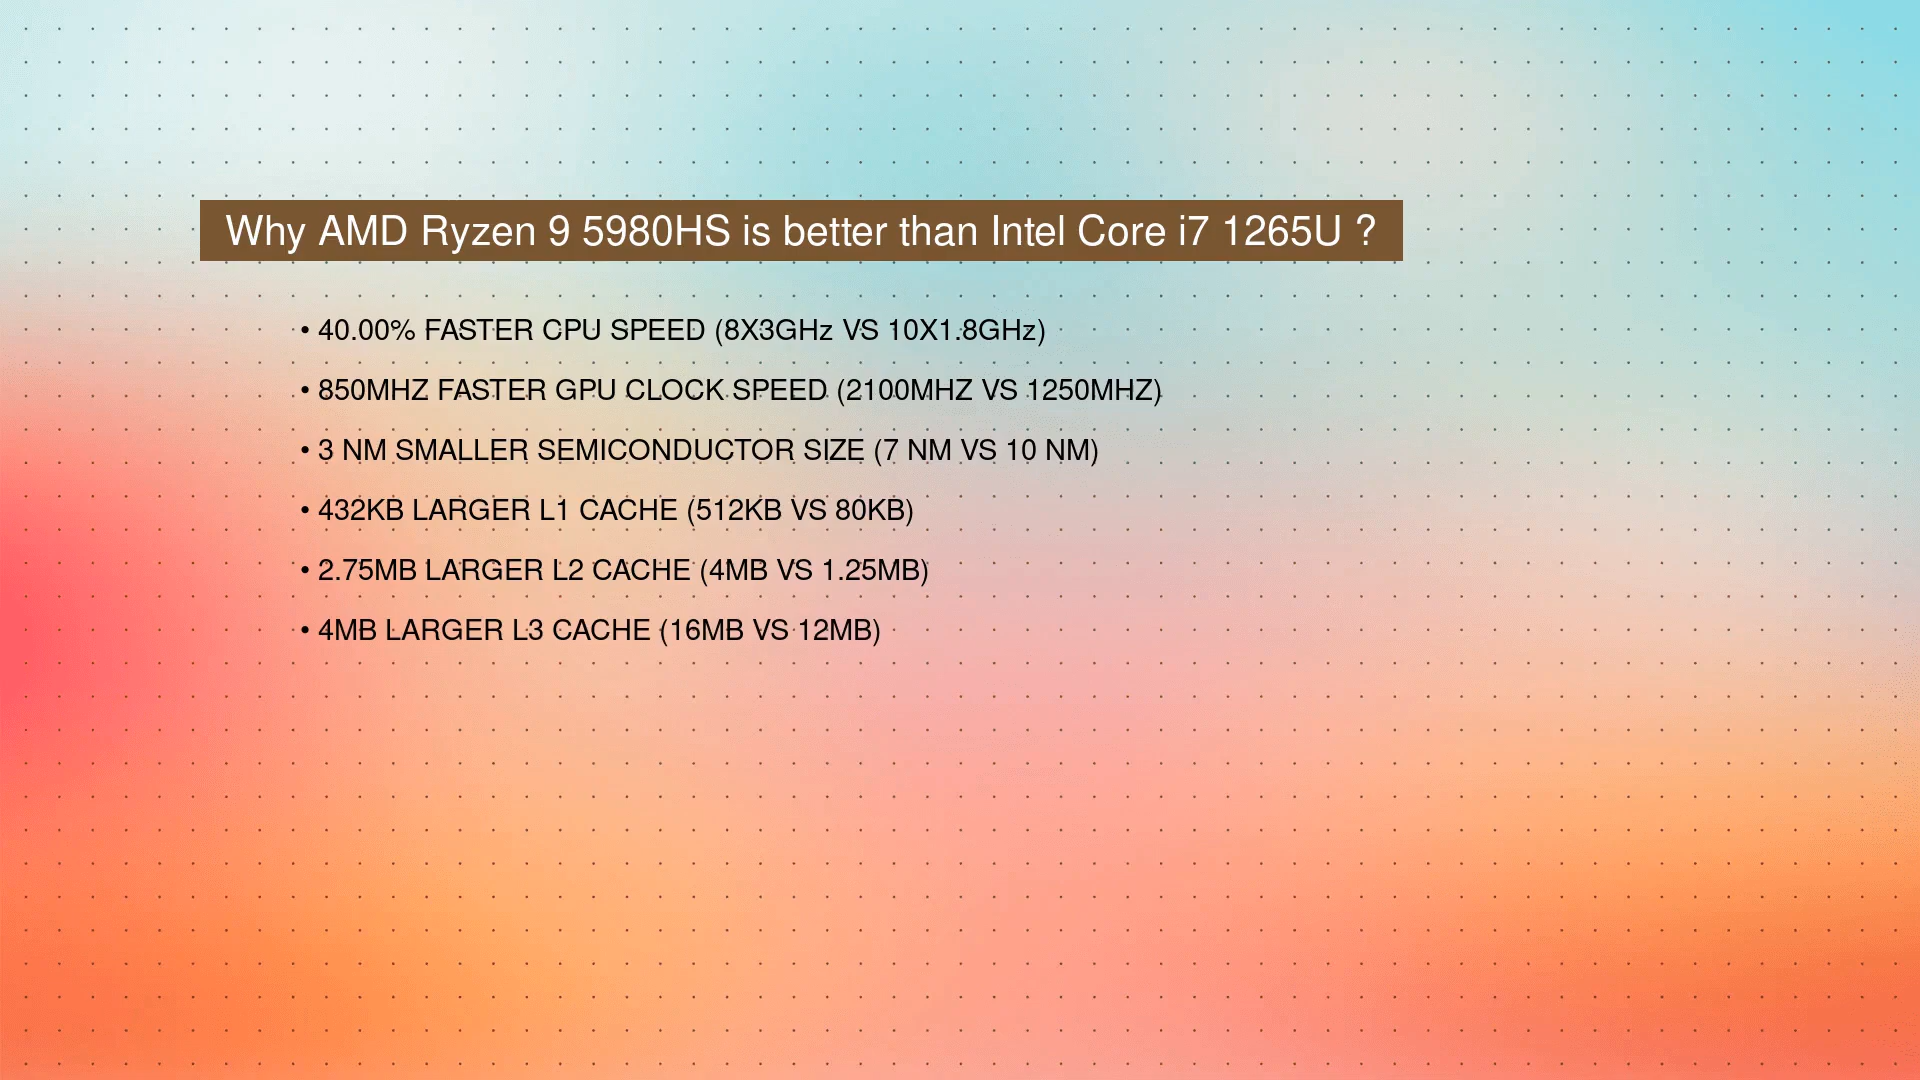 Why AMD Ryzen 9 5980HS is better than Intel Core i7 1265U ?
• 40.00% FASTER CPU SPEED (8X3GHz VS 10X1.8GHz)
• 850MHZ FASTER GPU CLOCK SPEED (2100MHZ VS 1250MHZ)
• 3 NM SMALLER SEMICONDUCTOR SIZE (7 NM VS 10 NM)
• 432KB LARGER L1 CACHE (512KB VS 80KB)
• 2.75MB LARGER L2 CACHE (4MB VS 1.25MB)
• 4MB LARGER L3 CACHE (16MB VS 12MB)